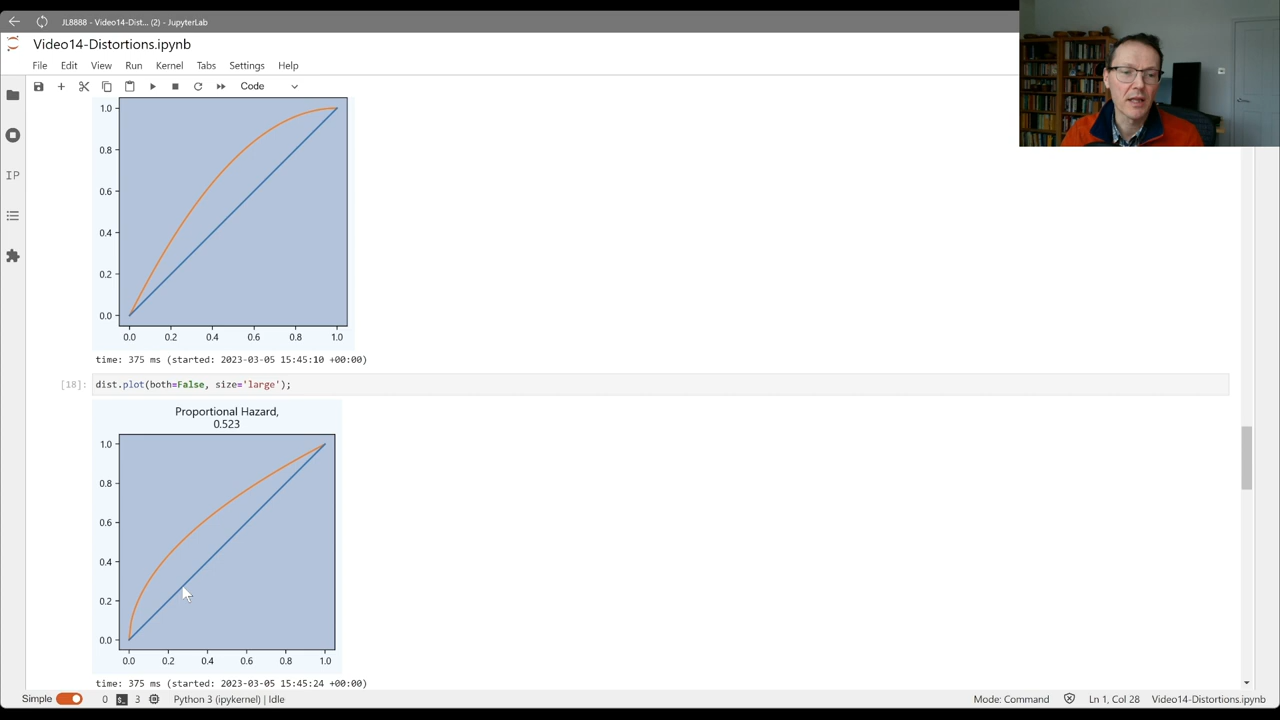 JL8888 - Video14-Dist... (2) - JupyterLab
Video14-Distortions.ipynb
File Edit View Run Kernel Tabs Settings Help
Code
IP
1.0
0.8
0.6
0.4
0.2
0.0
0.0 0.2 0.4 0.6 0.8 1.0
time: 375 ms (started: 2023-03-05 15:45:10 +00:00)
[18]: dist.plot(both=False, size='large');
Proportional Hazard,
0.523
1.0
0.8
0.6
0.4
0.2
0.0
0.0 0.2 0.4 0.6 0.8 1.0
time: 375 ms (started: 2023-03-05 15:45:24 +00:00)
Simple 0 3 Python 3 (ipykernel) | Idle Mode: Command Ln 1, Col 28 Video14-Distortions.ipynb